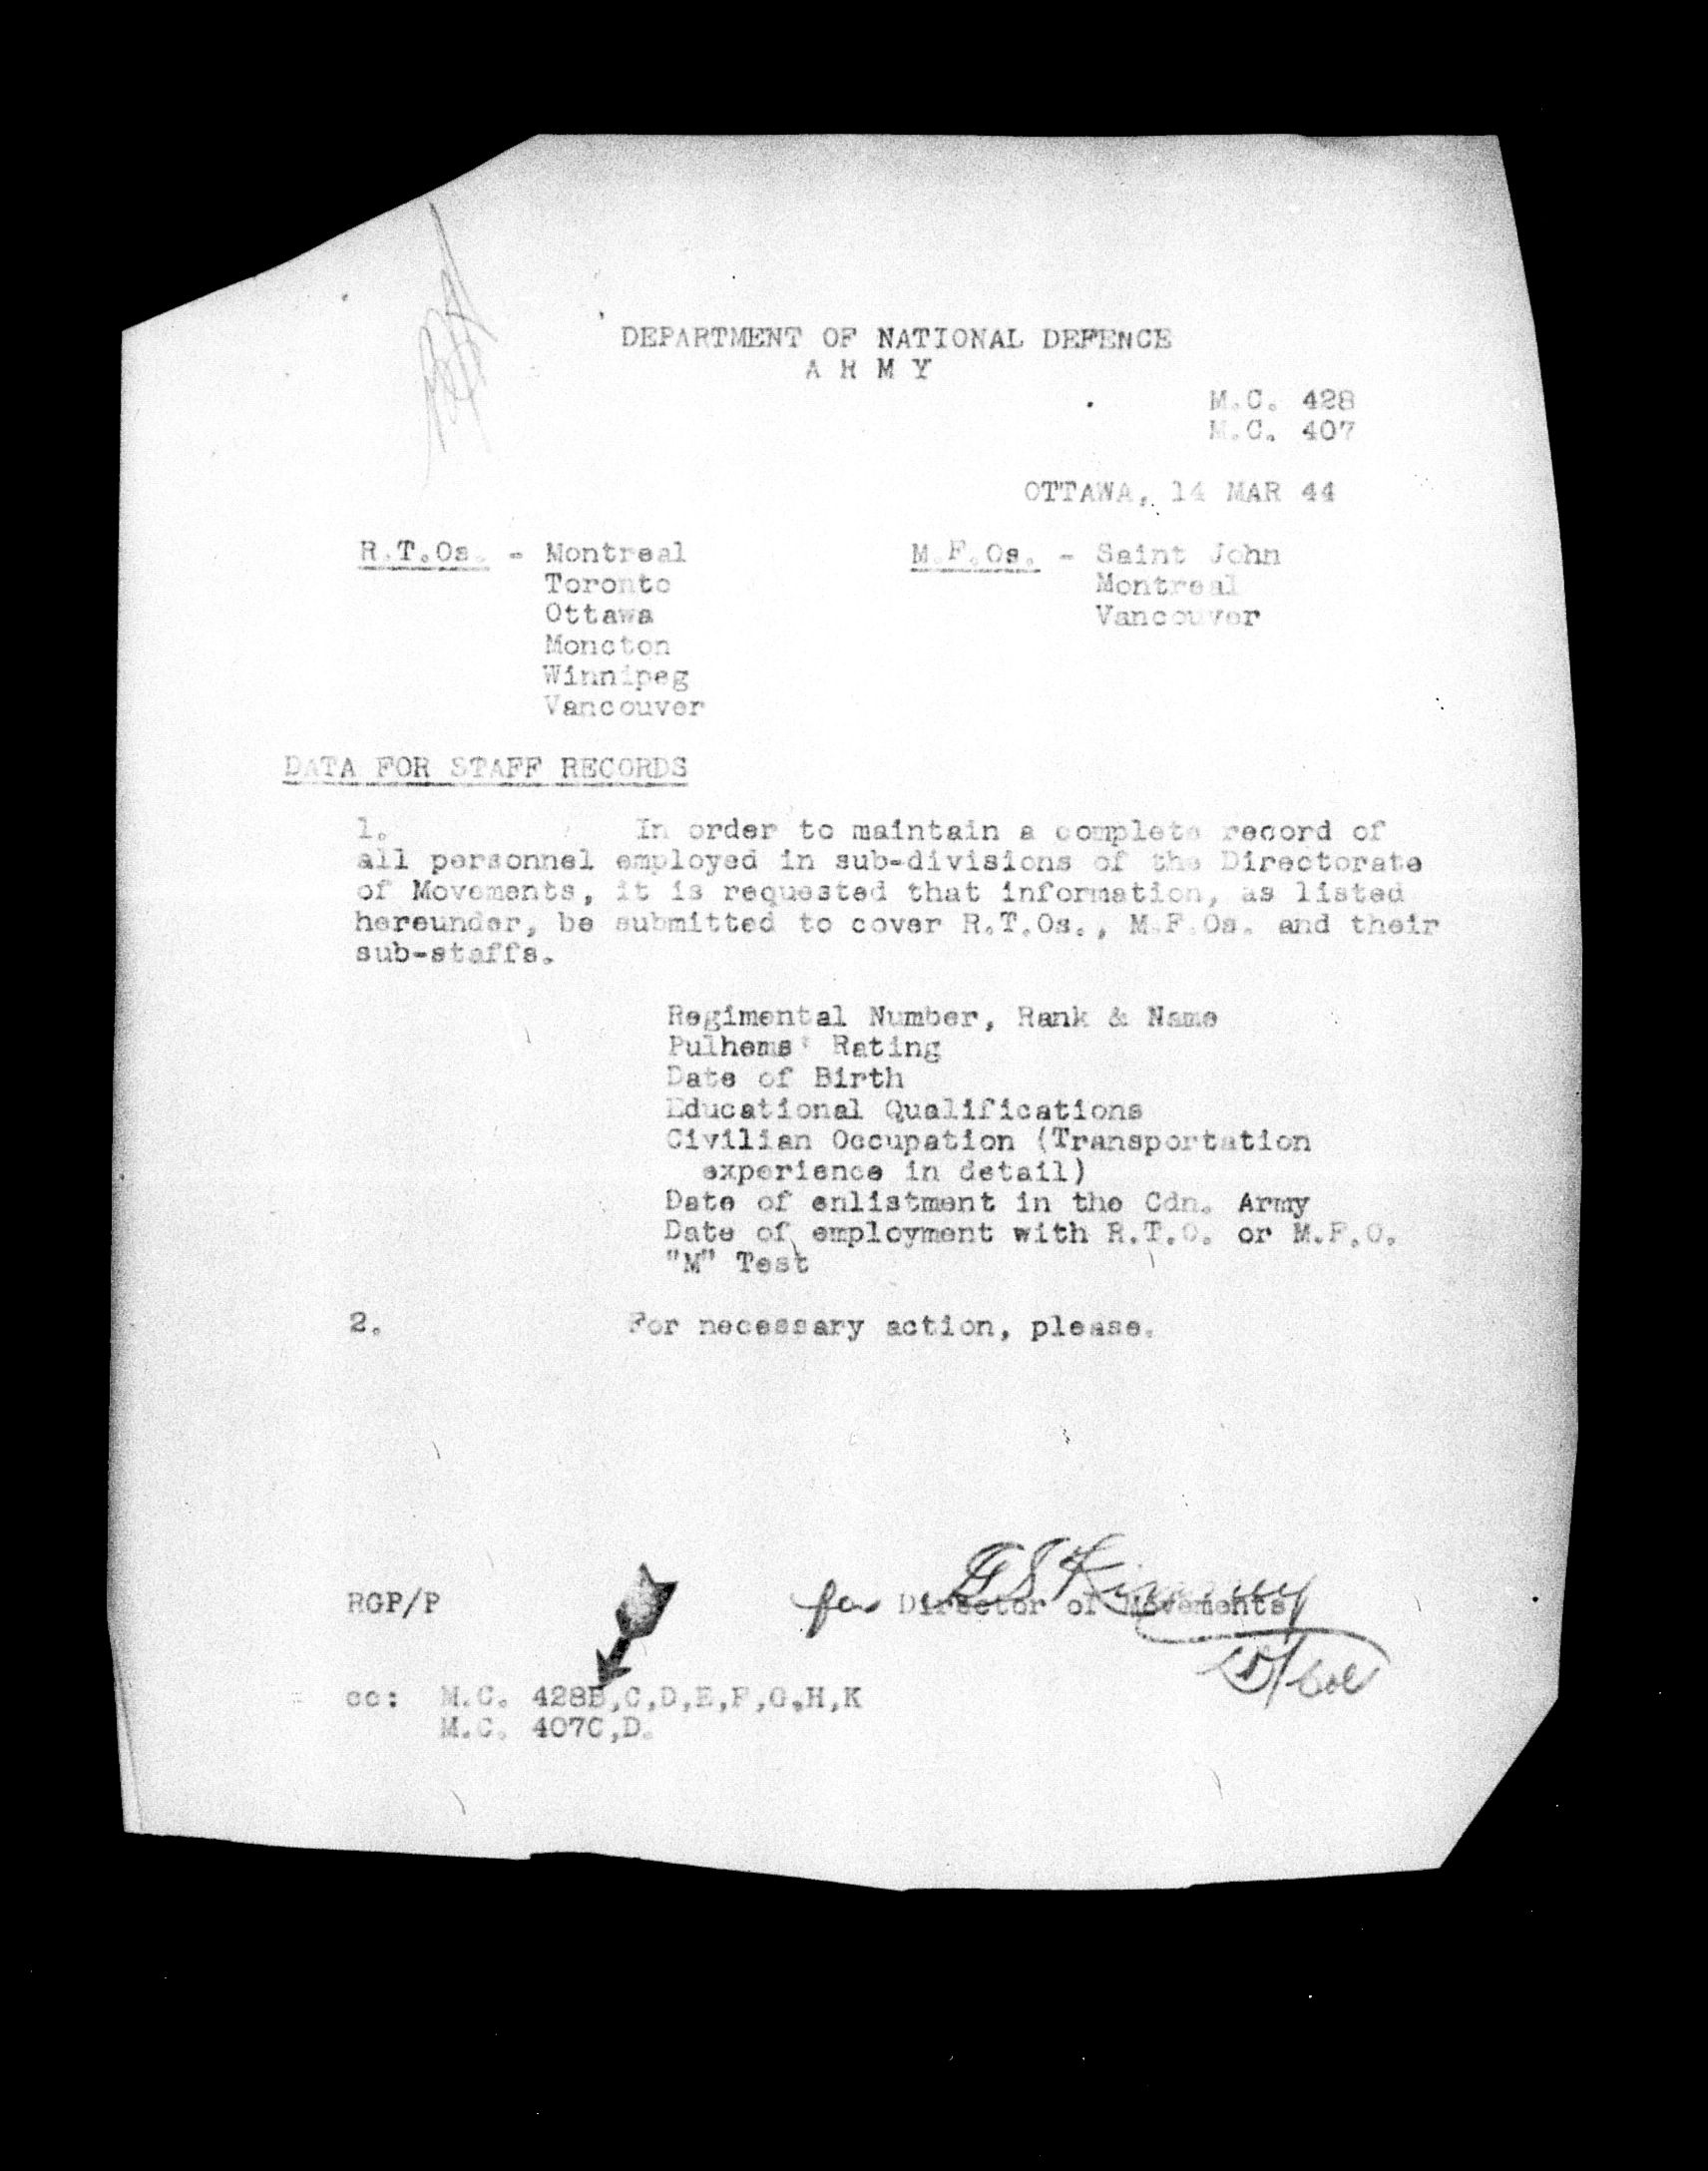 DEPARTMENT OF NATIONAL DEFENCE
A R M Y
M.C. 428
M.C. 407
OTTAWA, 14 MAR 44
R.T.Os. - Montreal
Toronto
Ottawa
Moncton
Winnipeg
Vancouver
M.F.Os. - Saint John
Montreal
Vancouver
DATA FOR STAFF RECORDS
1. In order to maintain a complete record of
all personnel employed in sub-divisions of the Directorate
of Movements, it is requested that information, as listed
hereunder, be submitted to cover R.T.Os., M.F.Os. and their
sub-staffs.
Regimental Number, Rank & Name
Pulhems' Rating
Date of Birth
Educational Qualifications
Civilian Occupation (Transportation
experience in detail)
Date of enlistment in the Cdn. Army
Date of employment with R.T.O. or M.F.O.
"M" Test
2. For necessary action, please.
RGP/P
for Director of Movements
cc: M.C. 428B,C,D,E,F,G,H,K
M.C. 407C,D.